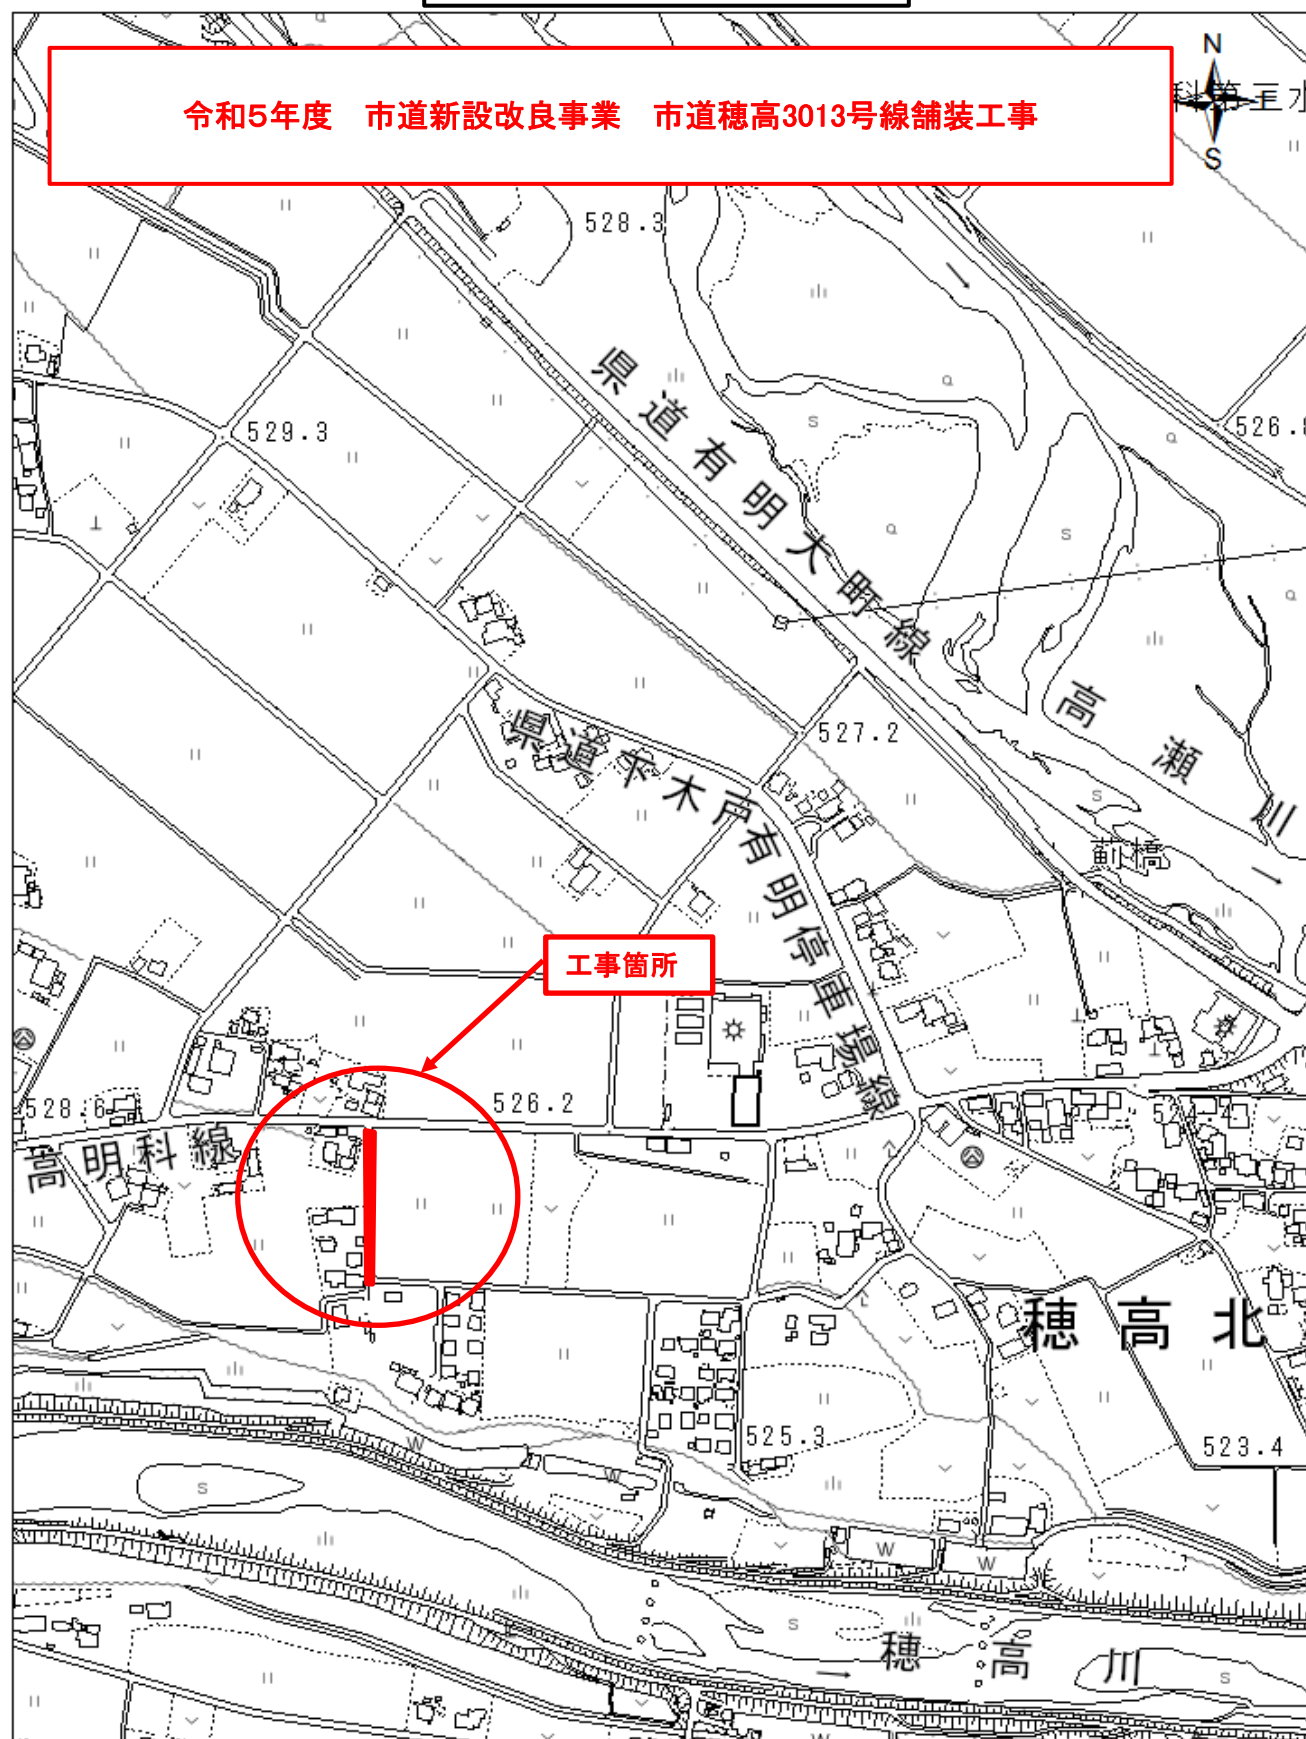 令和5年度　市道新設改良事業　市道穂高3013号線舗装工事
N
E
S
528.3
県道有明大町線
529.3
高瀬川
527.2
県道下木戸有明停車場線
工事箇所
526.2
528.6
高明科線
穂高北
525.3
523.4
穂高川